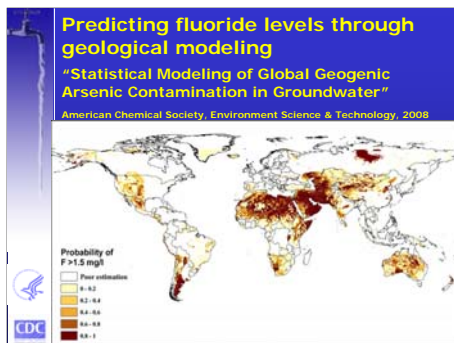 Predicting fluoride levels through
geological modeling
“Statistical Modeling of Global Geogenic
Arsenic Contamination in Groundwater”
American Chemical Society, Environment Science & Technology, 2008
Probability of
F >1.5 mg/l
Poor estimation
0 - 0.2
0.2 - 0.4
0.4 - 0.6
0.6 - 0.8
0.8 - 1
CDC